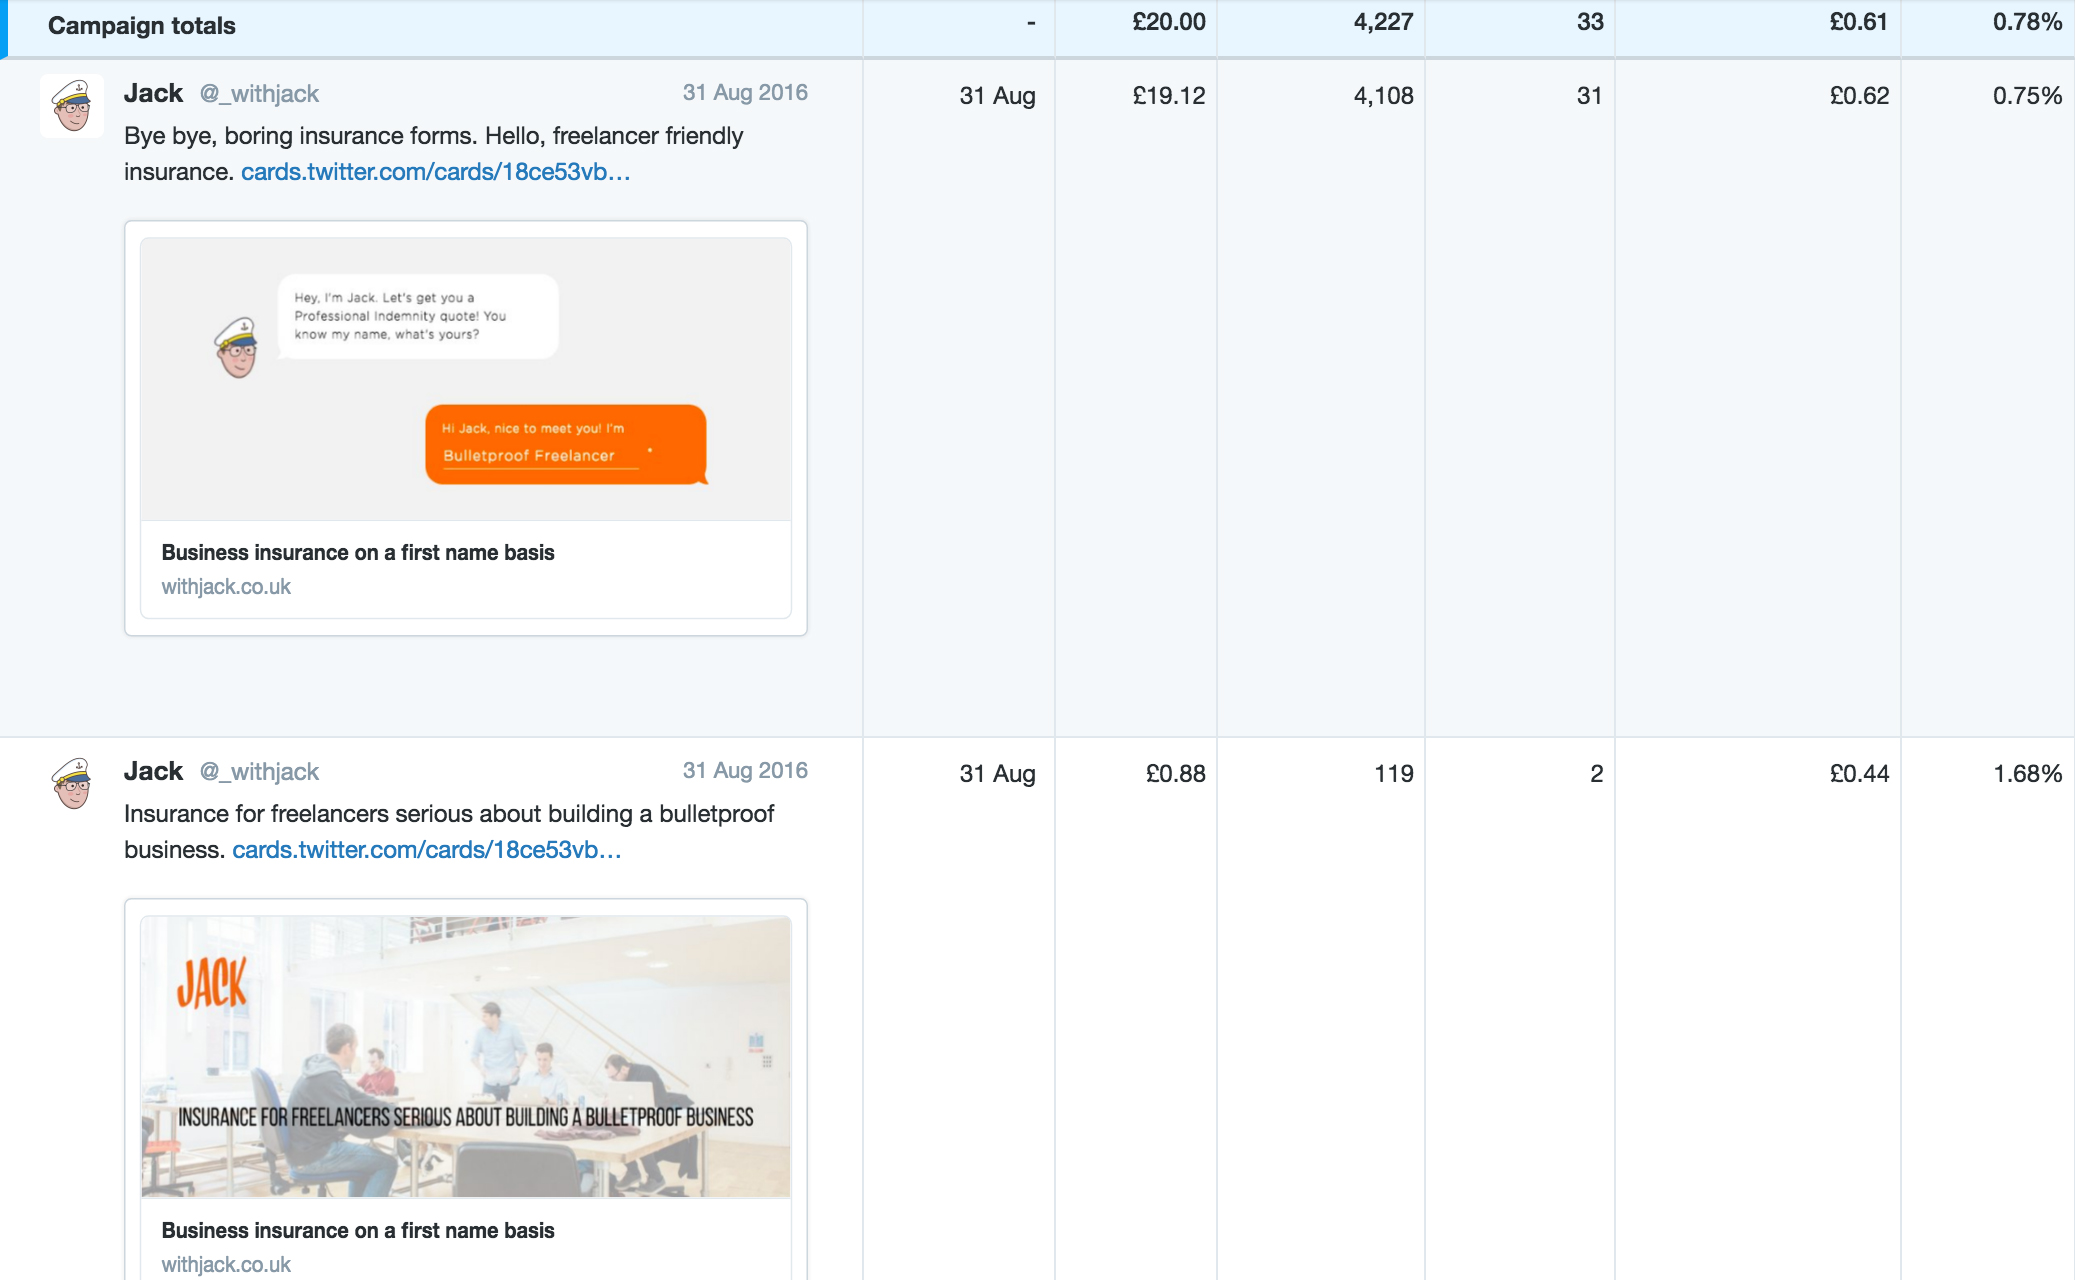 Campaign totals - £20.00 4,227 33 £0.61 0.78%
Jack @_withjack 31 Aug 2016 31 Aug £19.12 4,108 31 £0.62 0.75%
Bye bye, boring insurance forms. Hello, freelancer friendly
insurance. cards.twitter.com/cards/18ce53vb…
Hey, I'm Jack. Let's get you a
Professional Indemnity quote! You
know my name, what's yours?
Hi Jack, nice to meet you! I'm
Bulletproof Freelancer
Business insurance on a first name basis
withjack.co.uk
Jack @_withjack 31 Aug 2016 31 Aug £0.88 119 2 £0.44 1.68%
Insurance for freelancers serious about building a bulletproof
business. cards.twitter.com/cards/18ce53vb…
JACK
INSURANCE FOR FREELANCERS SERIOUS ABOUT BUILDING A BULLETPROOF BUSINESS
Business insurance on a first name basis
withjack.co.uk